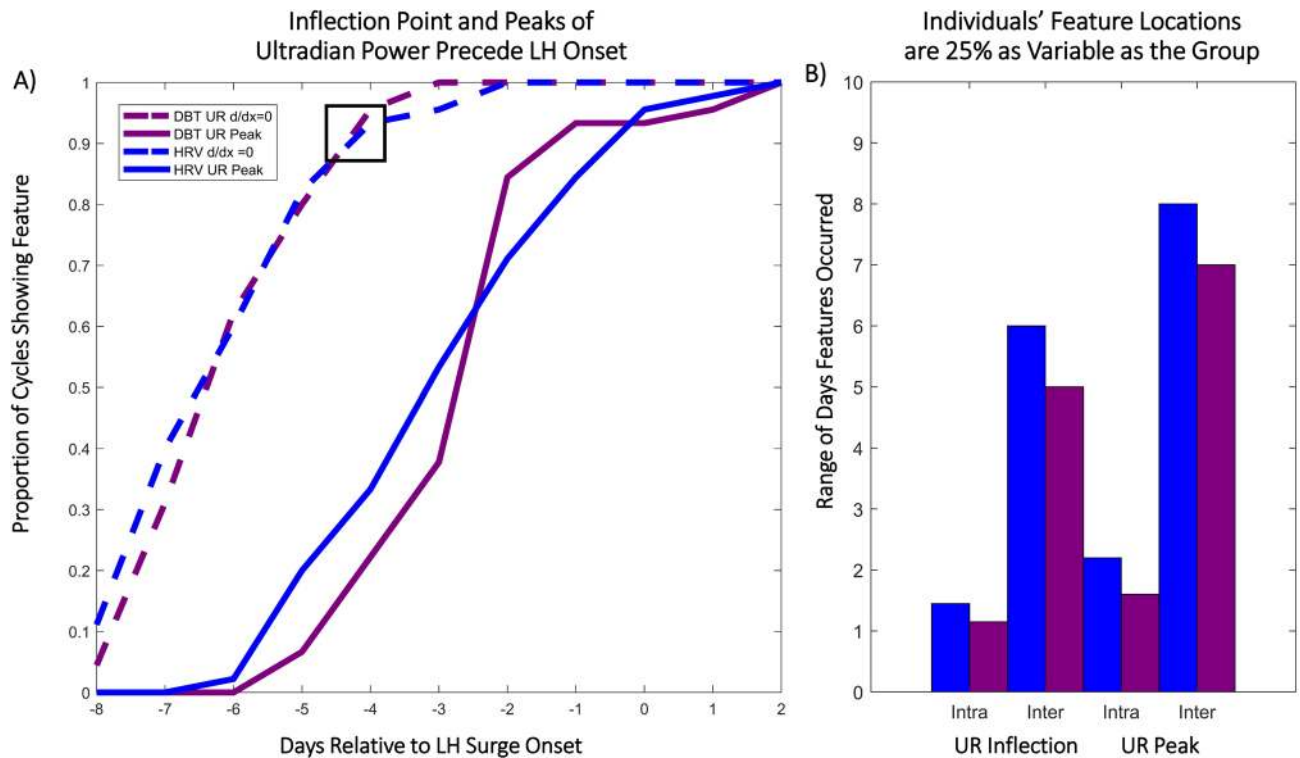 Inflection Point and Peaks of
Ultradian Power Precede LH Onset
A)
1
0.9
0.8
0.7
0.6
0.5
0.4
0.3
0.2
0.1
0
DBT UR d/dx=0
DBT UR Peak
HRV d/dx =0
HRV UR Peak
Proportion of Cycles Showing Feature
-8 -7 -6 -5 -4 -3 -2 -1 0 1 2
Days Relative to LH Surge Onset
Individuals’ Feature Locations
are 25% as Variable as the Group
B)
10
9
8
7
6
5
4
3
2
1
0
Range of Days Features Occurred
Intra Inter Intra Inter
UR Inflection UR Peak